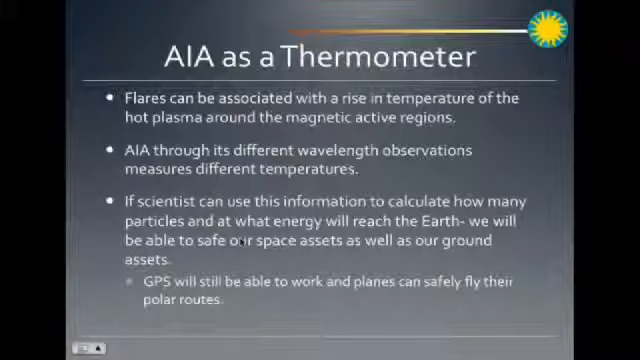 AIA as a Thermometer
Flares can be associated with a rise in temperature of the
hot plasma around the magnetic active regions.
AIA through its different wavelength observations
measures different temperatures.
If scientist can use this information to calculate how many
particles and at what energy will reach the Earth- we will
be able to safe our space assets as well as our ground
assets.
GPS will still be able to work and planes can safely fly their
polar routes.